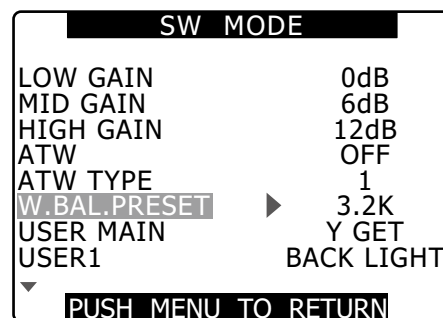 SW MODE
LOW GAIN 0dB
MID GAIN 6dB
HIGH GAIN 12dB
ATW OFF
ATW TYPE 1
W.BAL.PRESET 3.2K
USER MAIN Y GET
USER1 BACK LIGHT
PUSH MENU TO RETURN